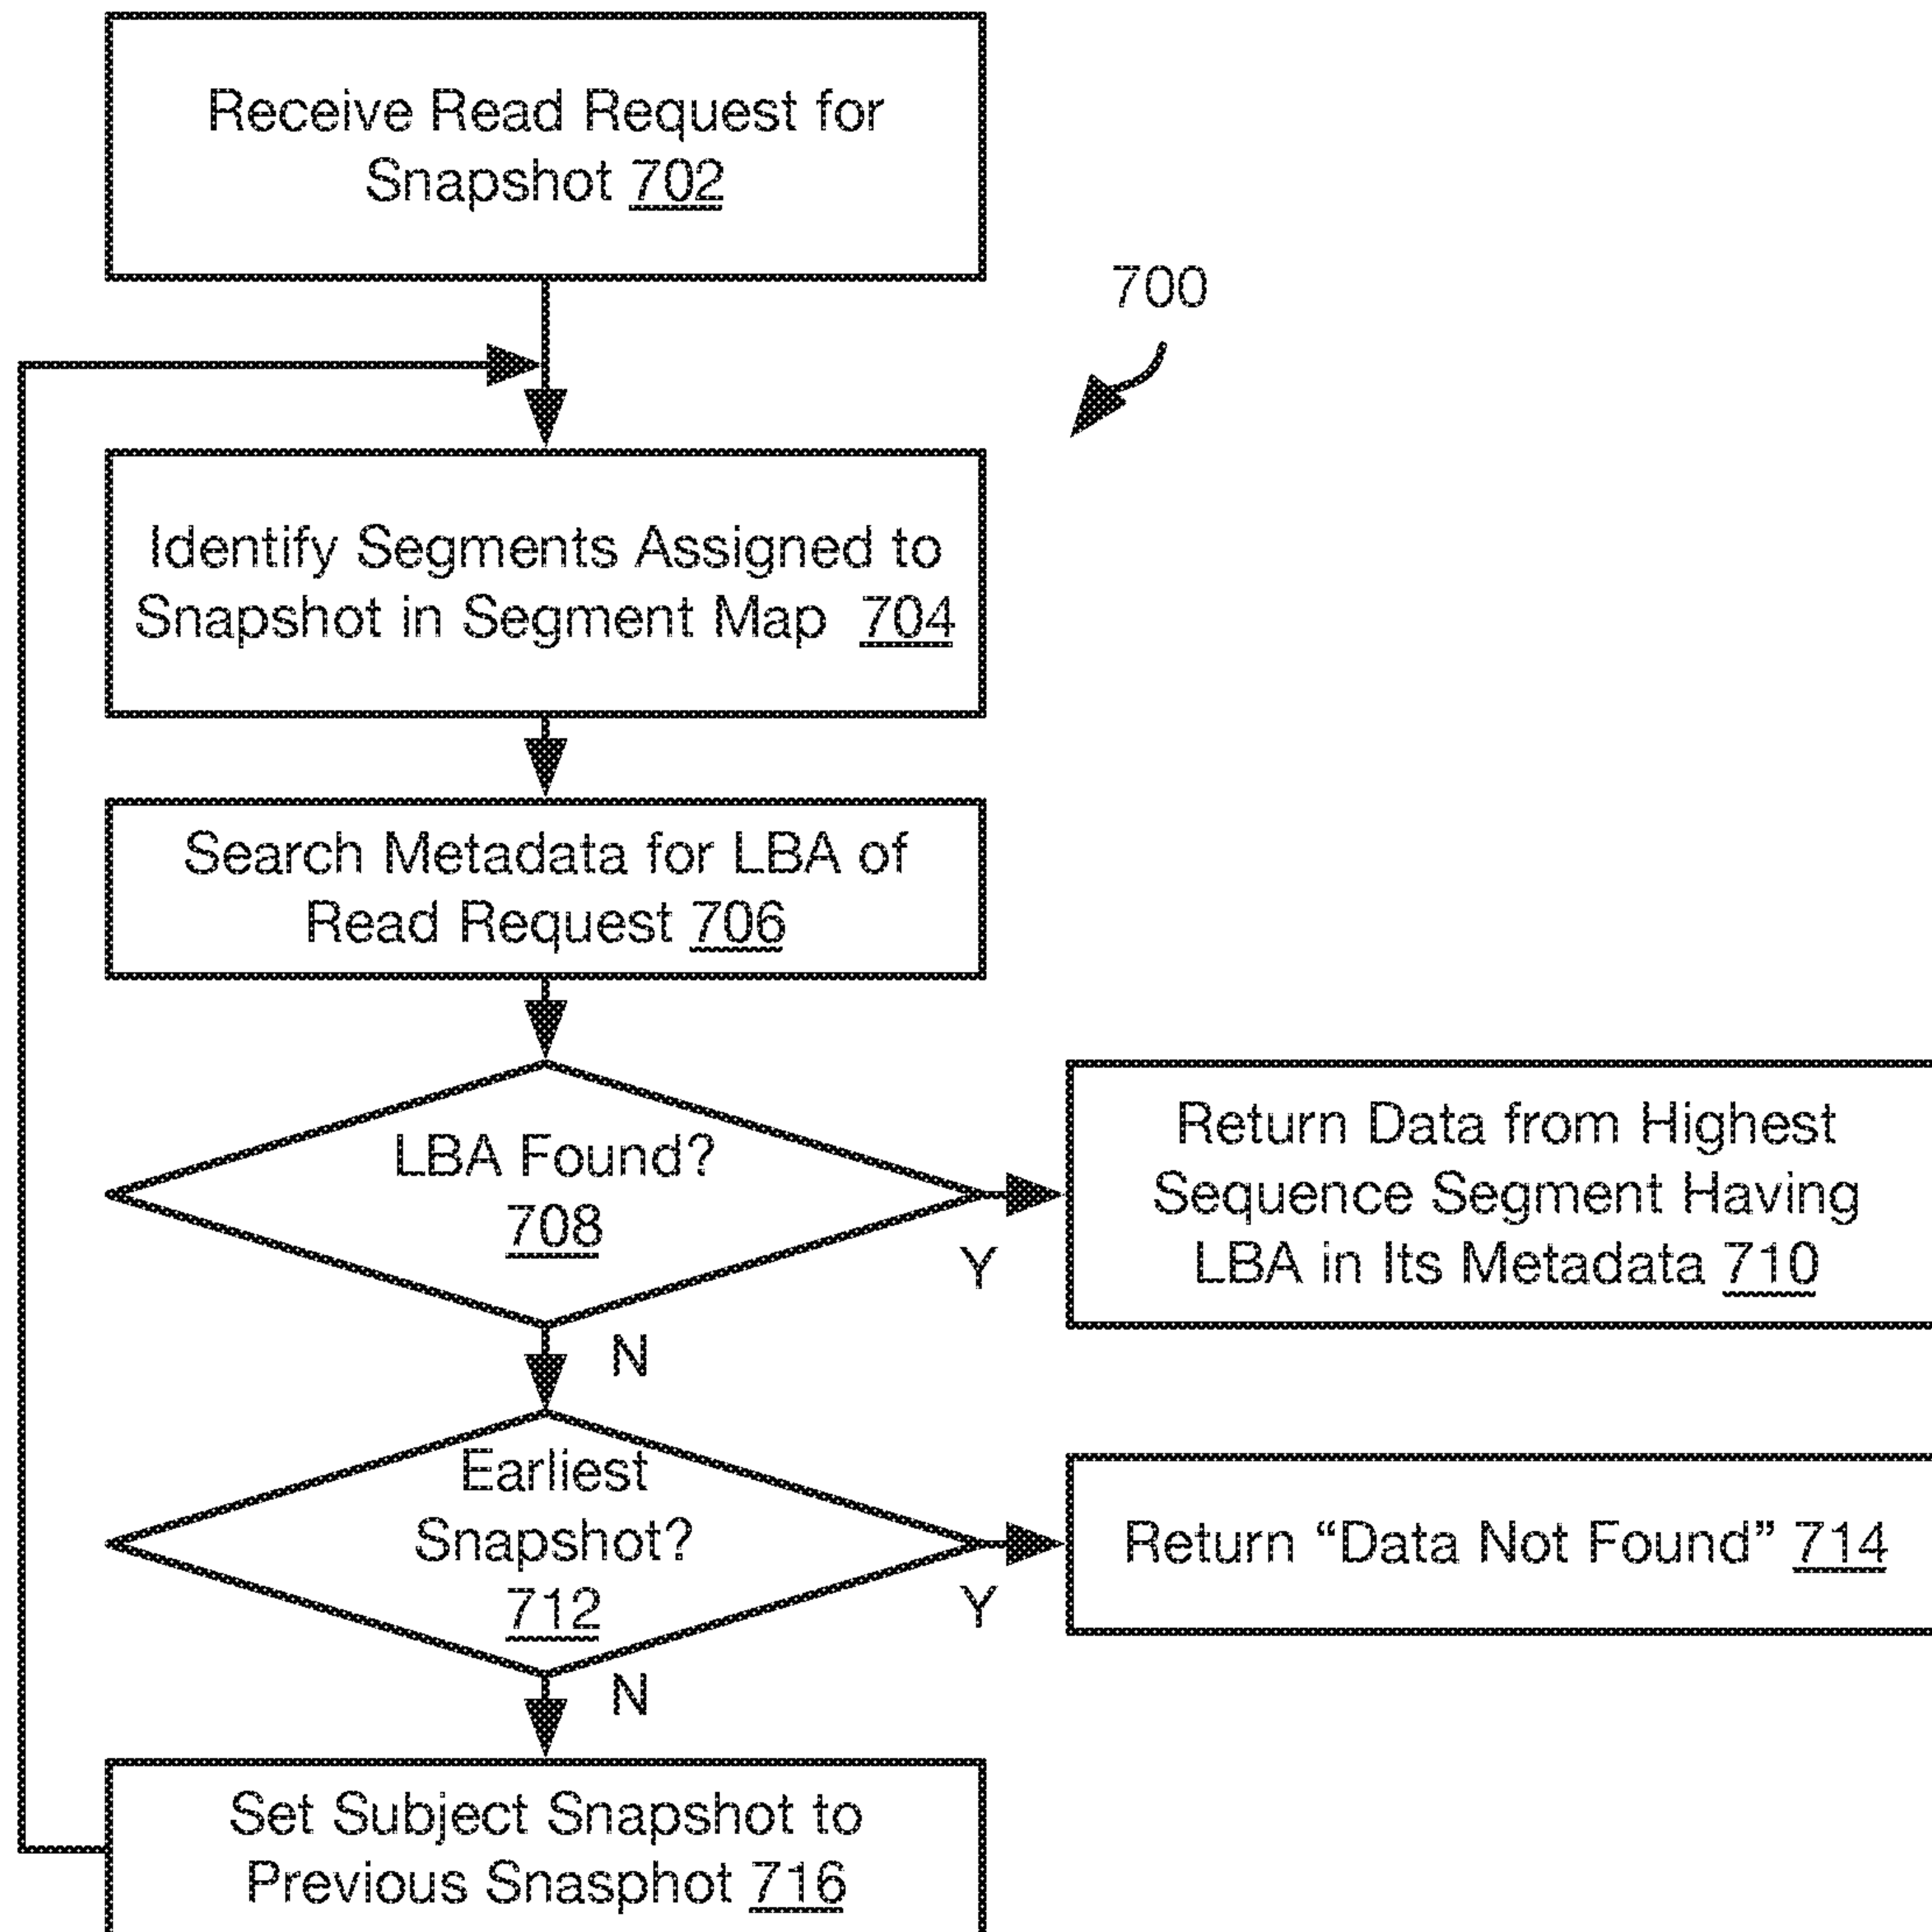 Receive Read Request for
Snapshot 702
700
Identify Segments Assigned to
Snapshot in Segment Map 704
Search Metadata for LBA of
Read Request 706
LBA Found?
708
Y
N
Return Data from Highest
Sequence Segment Having
LBA in Its Metadata 710
Earliest
Snapshot?
712
Y
N
Return “Data Not Found” 714
Set Subject Snapshot to
Previous Snasphot 716